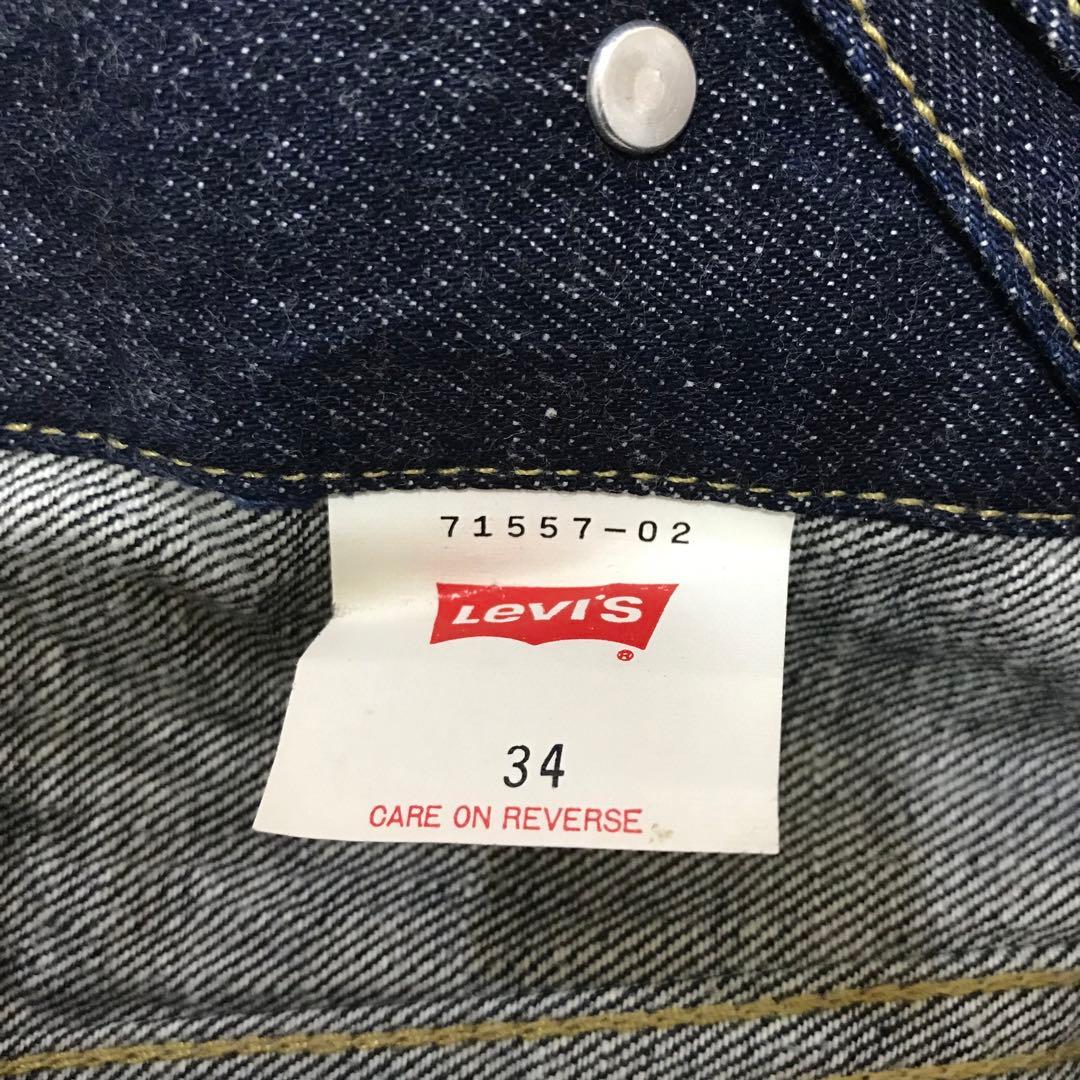 71557-02
LEVI'S
®
34
CARE ON REVERSE